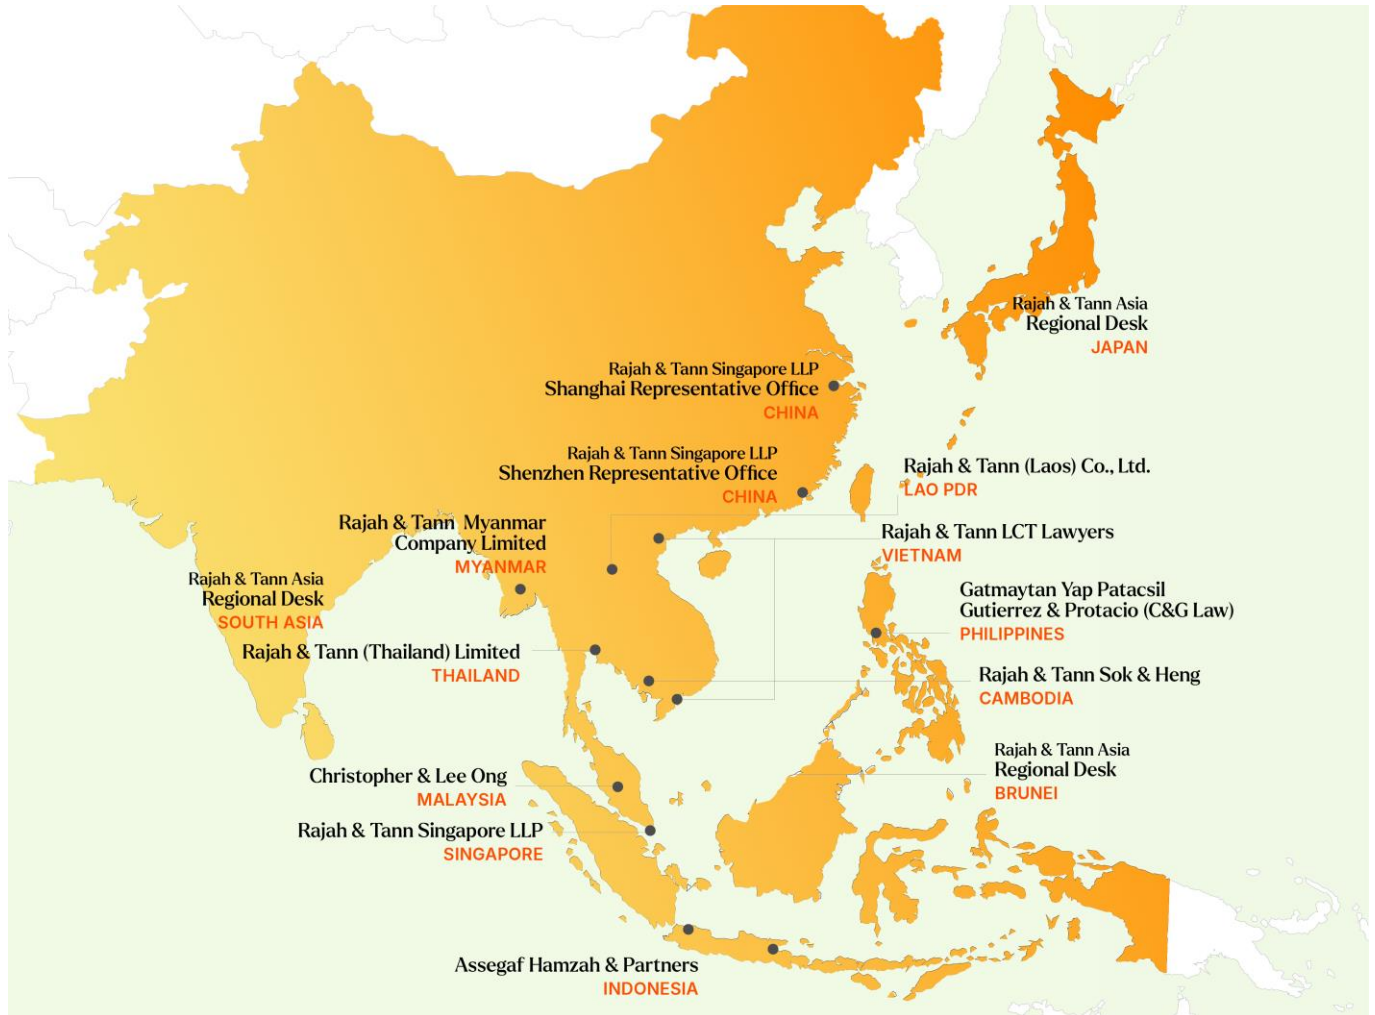 Rajah & Tann Asia
Regional Desk
JAPAN
Rajah & Tann Singapore LLP
Shanghai Representative Office
CHINA
Rajah & Tann Singapore LLP
Shenzhen Representative Office
CHINA
Rajah & Tann (Laos) Co., Ltd.
LAO PDR
Rajah & Tann Myanmar
Company Limited
MYANMAR
Rajah & Tann LCT Lawyers
VIETNAM
Rajah & Tann Asia
Regional Desk
SOUTH ASIA
Gatmaytan Yap Patacsil
Gutierrez & Protacio (C&G Law)
PHILIPPINES
Rajah & Tann (Thailand) Limited
THAILAND
Rajah & Tann Sok & Heng
CAMBODIA
Rajah & Tann Asia
Regional Desk
BRUNEI
Christopher & Lee Ong
MALAYSIA
Rajah & Tann Singapore LLP
SINGAPORE
Assegaf Hamzah & Partners
INDONESIA